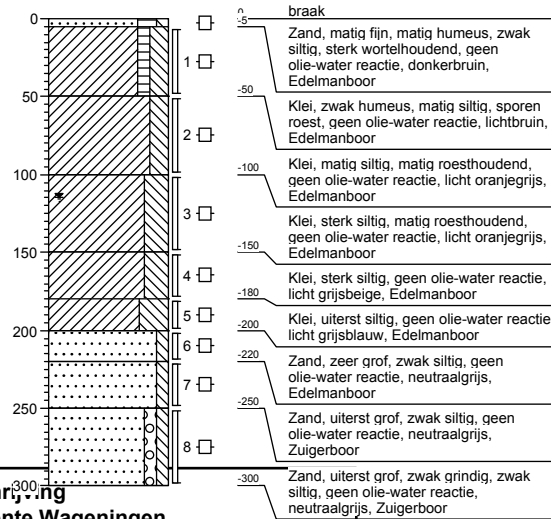 0
50
100
150
200
250
300
1
2
3
4
5
6
7
8
0
braak
-5
Zand, matig fijn, matig humeus, zwak
siltig, sterk wortelhoudend, geen
olie-water reactie, donkerbruin,
Edelmanboor
-50
Klei, zwak humeus, matig siltig, sporen
roest, geen olie-water reactie, lichtbruin,
Edelmanboor
-100
Klei, matig siltig, matig roesthoudend,
geen olie-water reactie, licht oranjegrijs,
Edelmanboor
Klei, sterk siltig, matig roesthoudend,
geen olie-water reactie, licht oranjegrijs,
Edelmanboor
-150
Klei, sterk siltig, geen olie-water reactie,
licht grijsbeige, Edelmanboor
-180
Klei, uiterst siltig, geen olie-water reactie
licht grijsblauw, Edelmanboor
-200
-220
Zand, zeer grof, zwak siltig, geen
olie-water reactie, neutraalgrijs,
Edelmanboor
-250
Zand, uiterst grof, zwak siltig, geen
olie-water reactie, neutraalgrijs,
Zuigerboor
-300
Zand, uiterst grof, zwak grindig, zwak
siltig, geen olie-water reactie,
neutraalgrijs, Zuigerboor
Wageningen